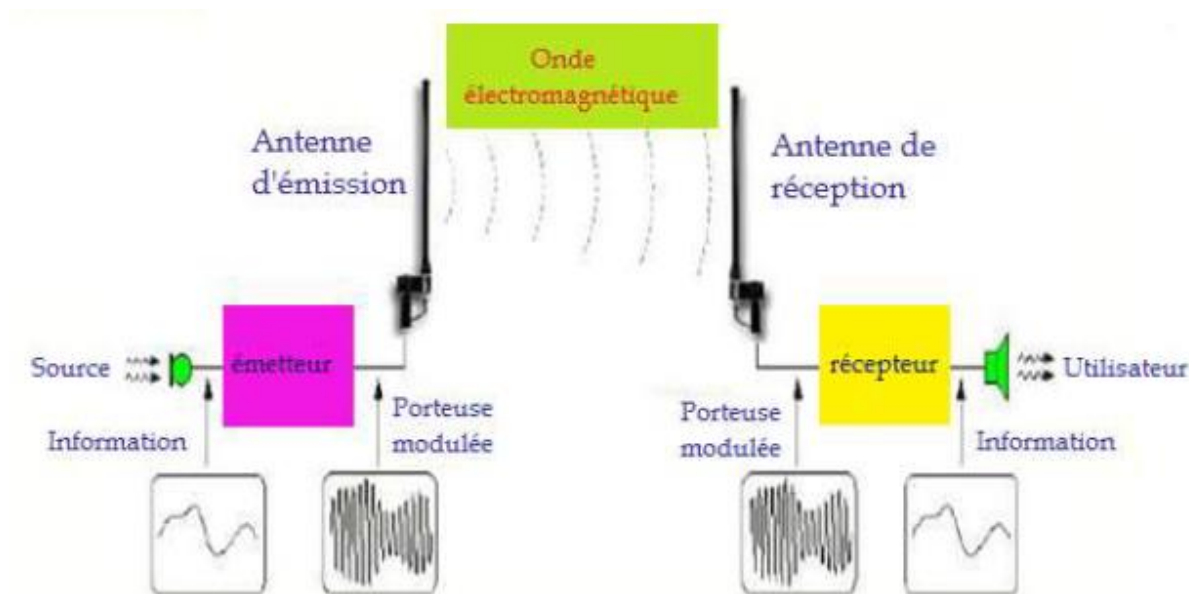 Onde
électromagnétique
Antenne
d'émission
Antenne de
réception
Source
émetteur
récepteur
Utilisateur
Information
Porteuse
modulée
Porteuse
modulée
Information